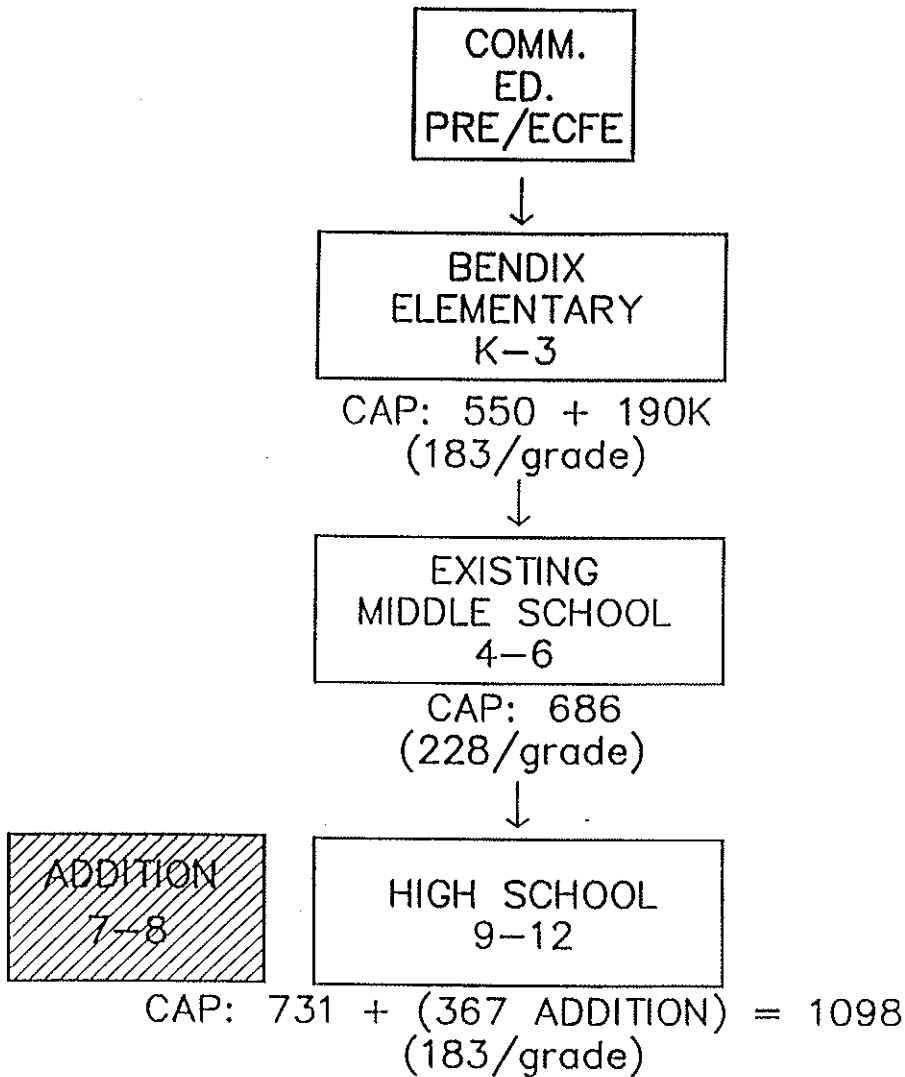 COMM.
ED.
PRE/ECFE
BENDIX
ELEMENTARY
K-3
CAP: 550 + 190K
(183/grade)
EXISTING
MIDDLE SCHOOL
4-6
CAP: 686
(228/grade)
ADDITION
7-8
HIGH SCHOOL
9-12
CAP: 731 + (367 ADDITION) = 1098
(183/grade)